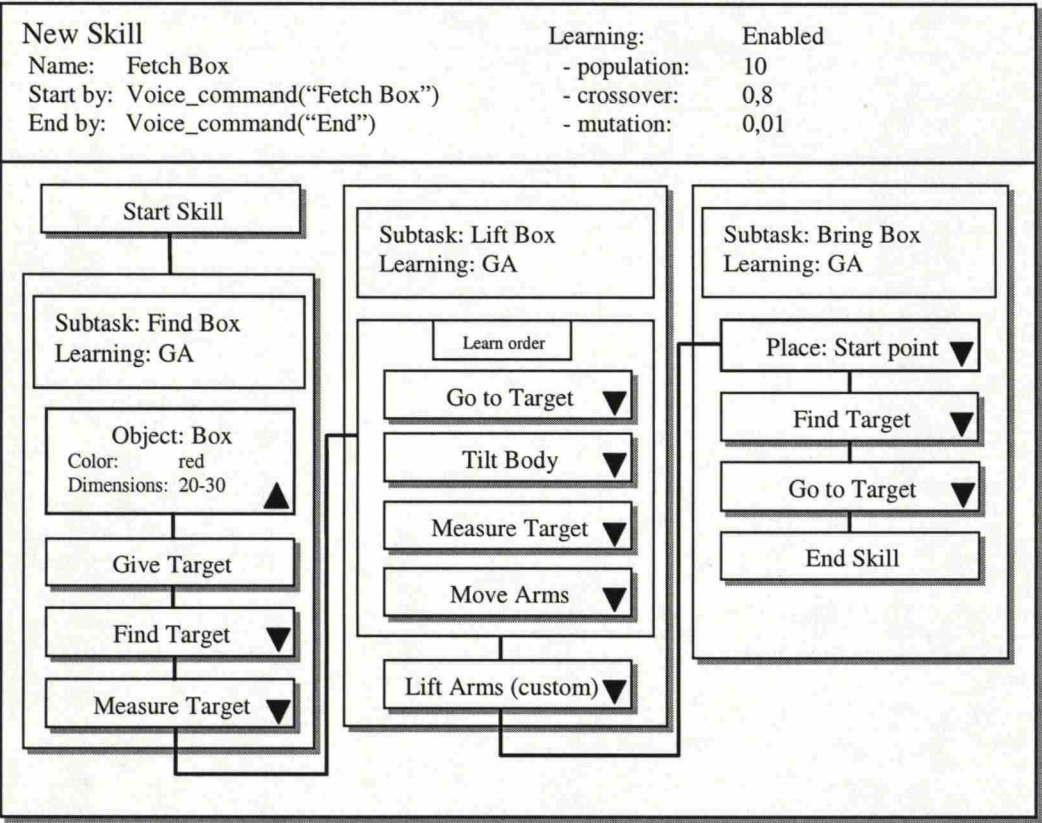 New Skill
Name: Fetch Box
Start by: Voice_command(“Fetch Box”)
End by: Voice_command(“End”)
Learning: Enabled
- population: 10
- crossover: 0,8
- mutation: 0,01
Start Skill
Subtask: Find Box
Learning: GA
Object: Box
Color: red
Dimensions: 20-30
Give Target
Find Target
Measure Target
Subtask: Lift Box
Learning: GA
Learn order
Go to Target
Tilt Body
Measure Target
Move Arms
Lift Arms (custom)
Subtask: Bring Box
Learning: GA
Place: Start point
Find Target
Go to Target
End Skill